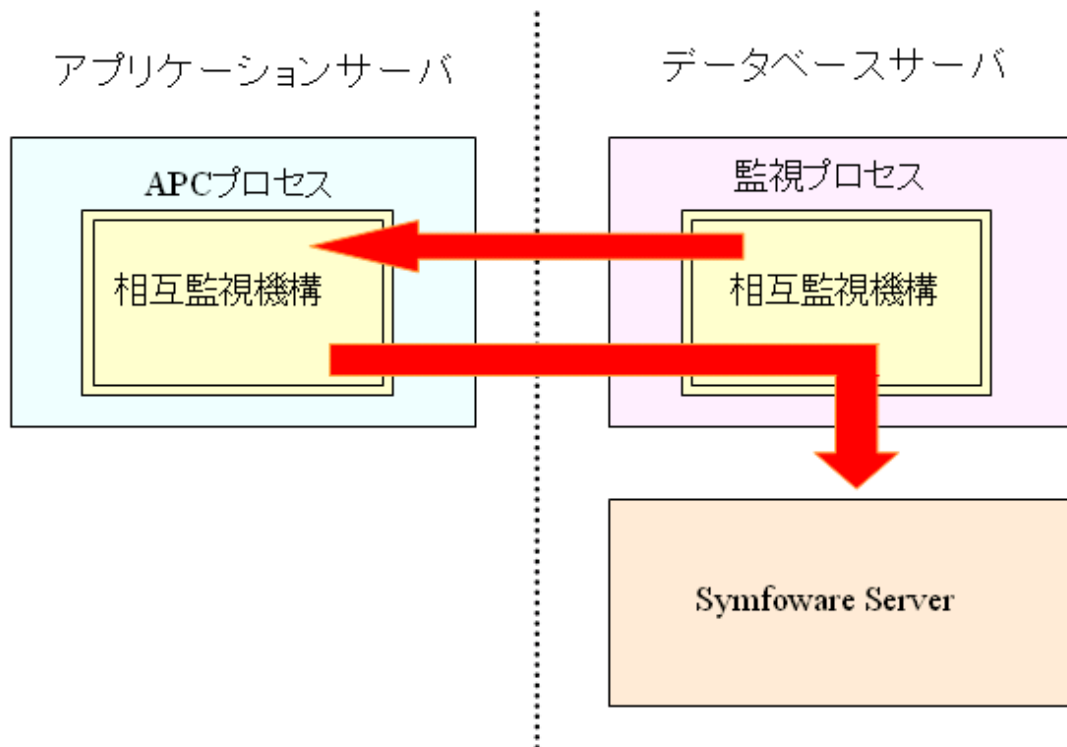 アプリケーションサーバ
データベースサーバ
APCプロセス
監視プロセス
相互監視機構
相互監視機構
Symfoware Server